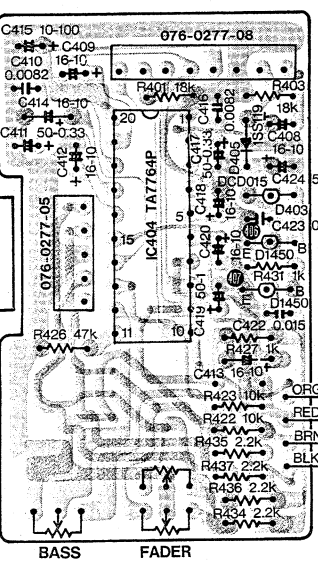 C415 10-100
076-0277-08
C410 C409
0.0082 16-10
R401 18k
C416
0.0082
R403
18K
C414 16-10
20
1
1SS119
C408
16-10
C411 50-0.33
C412
16-10
C417
50-0.33
D405
DCD015
C424
IC404 TA7764P
C418
16-10
D403
5
C423
076-0277-05
15
C420
16-10
E
B
D1450
R431 1k
B
E
D1450
C419 50-1
0.015
11
10
C422
R426 47k
R427 1k
C413 16-10
ORG
R423 10k
RED
R422 10K
BRN
R435 2.2k
BLK
R437 2.2K
R436 2.2k
R434 2.2k
BASS
FADER